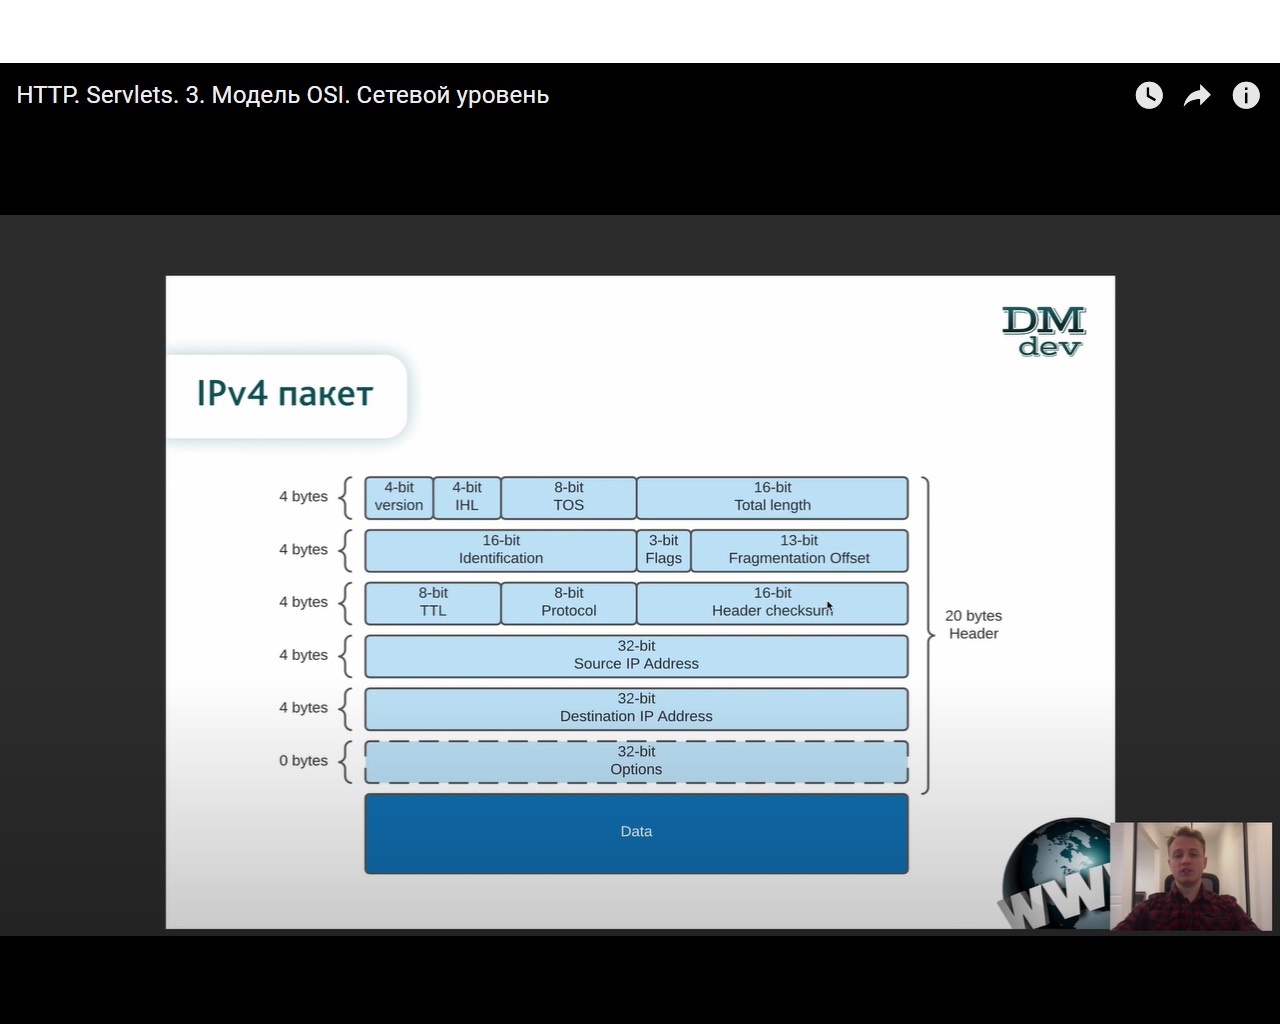 HTTP. Servlets. 3. Модель OSI. Сетевой уровень
DM
dev
IPv4 пакет
4 bytes
4-bit
version
4-bit
IHL
8-bit
TOS
16-bit
Total length
4 bytes
16-bit
Identification
3-bit
Flags
13-bit
Fragmentation Offset
4 bytes
8-bit
TTL
8-bit
Protocol
16-bit
Header checksum
20 bytes
Header
4 bytes
32-bit
Source IP Address
4 bytes
32-bit
Destination IP Address
0 bytes
32-bit
Options
Data
WW